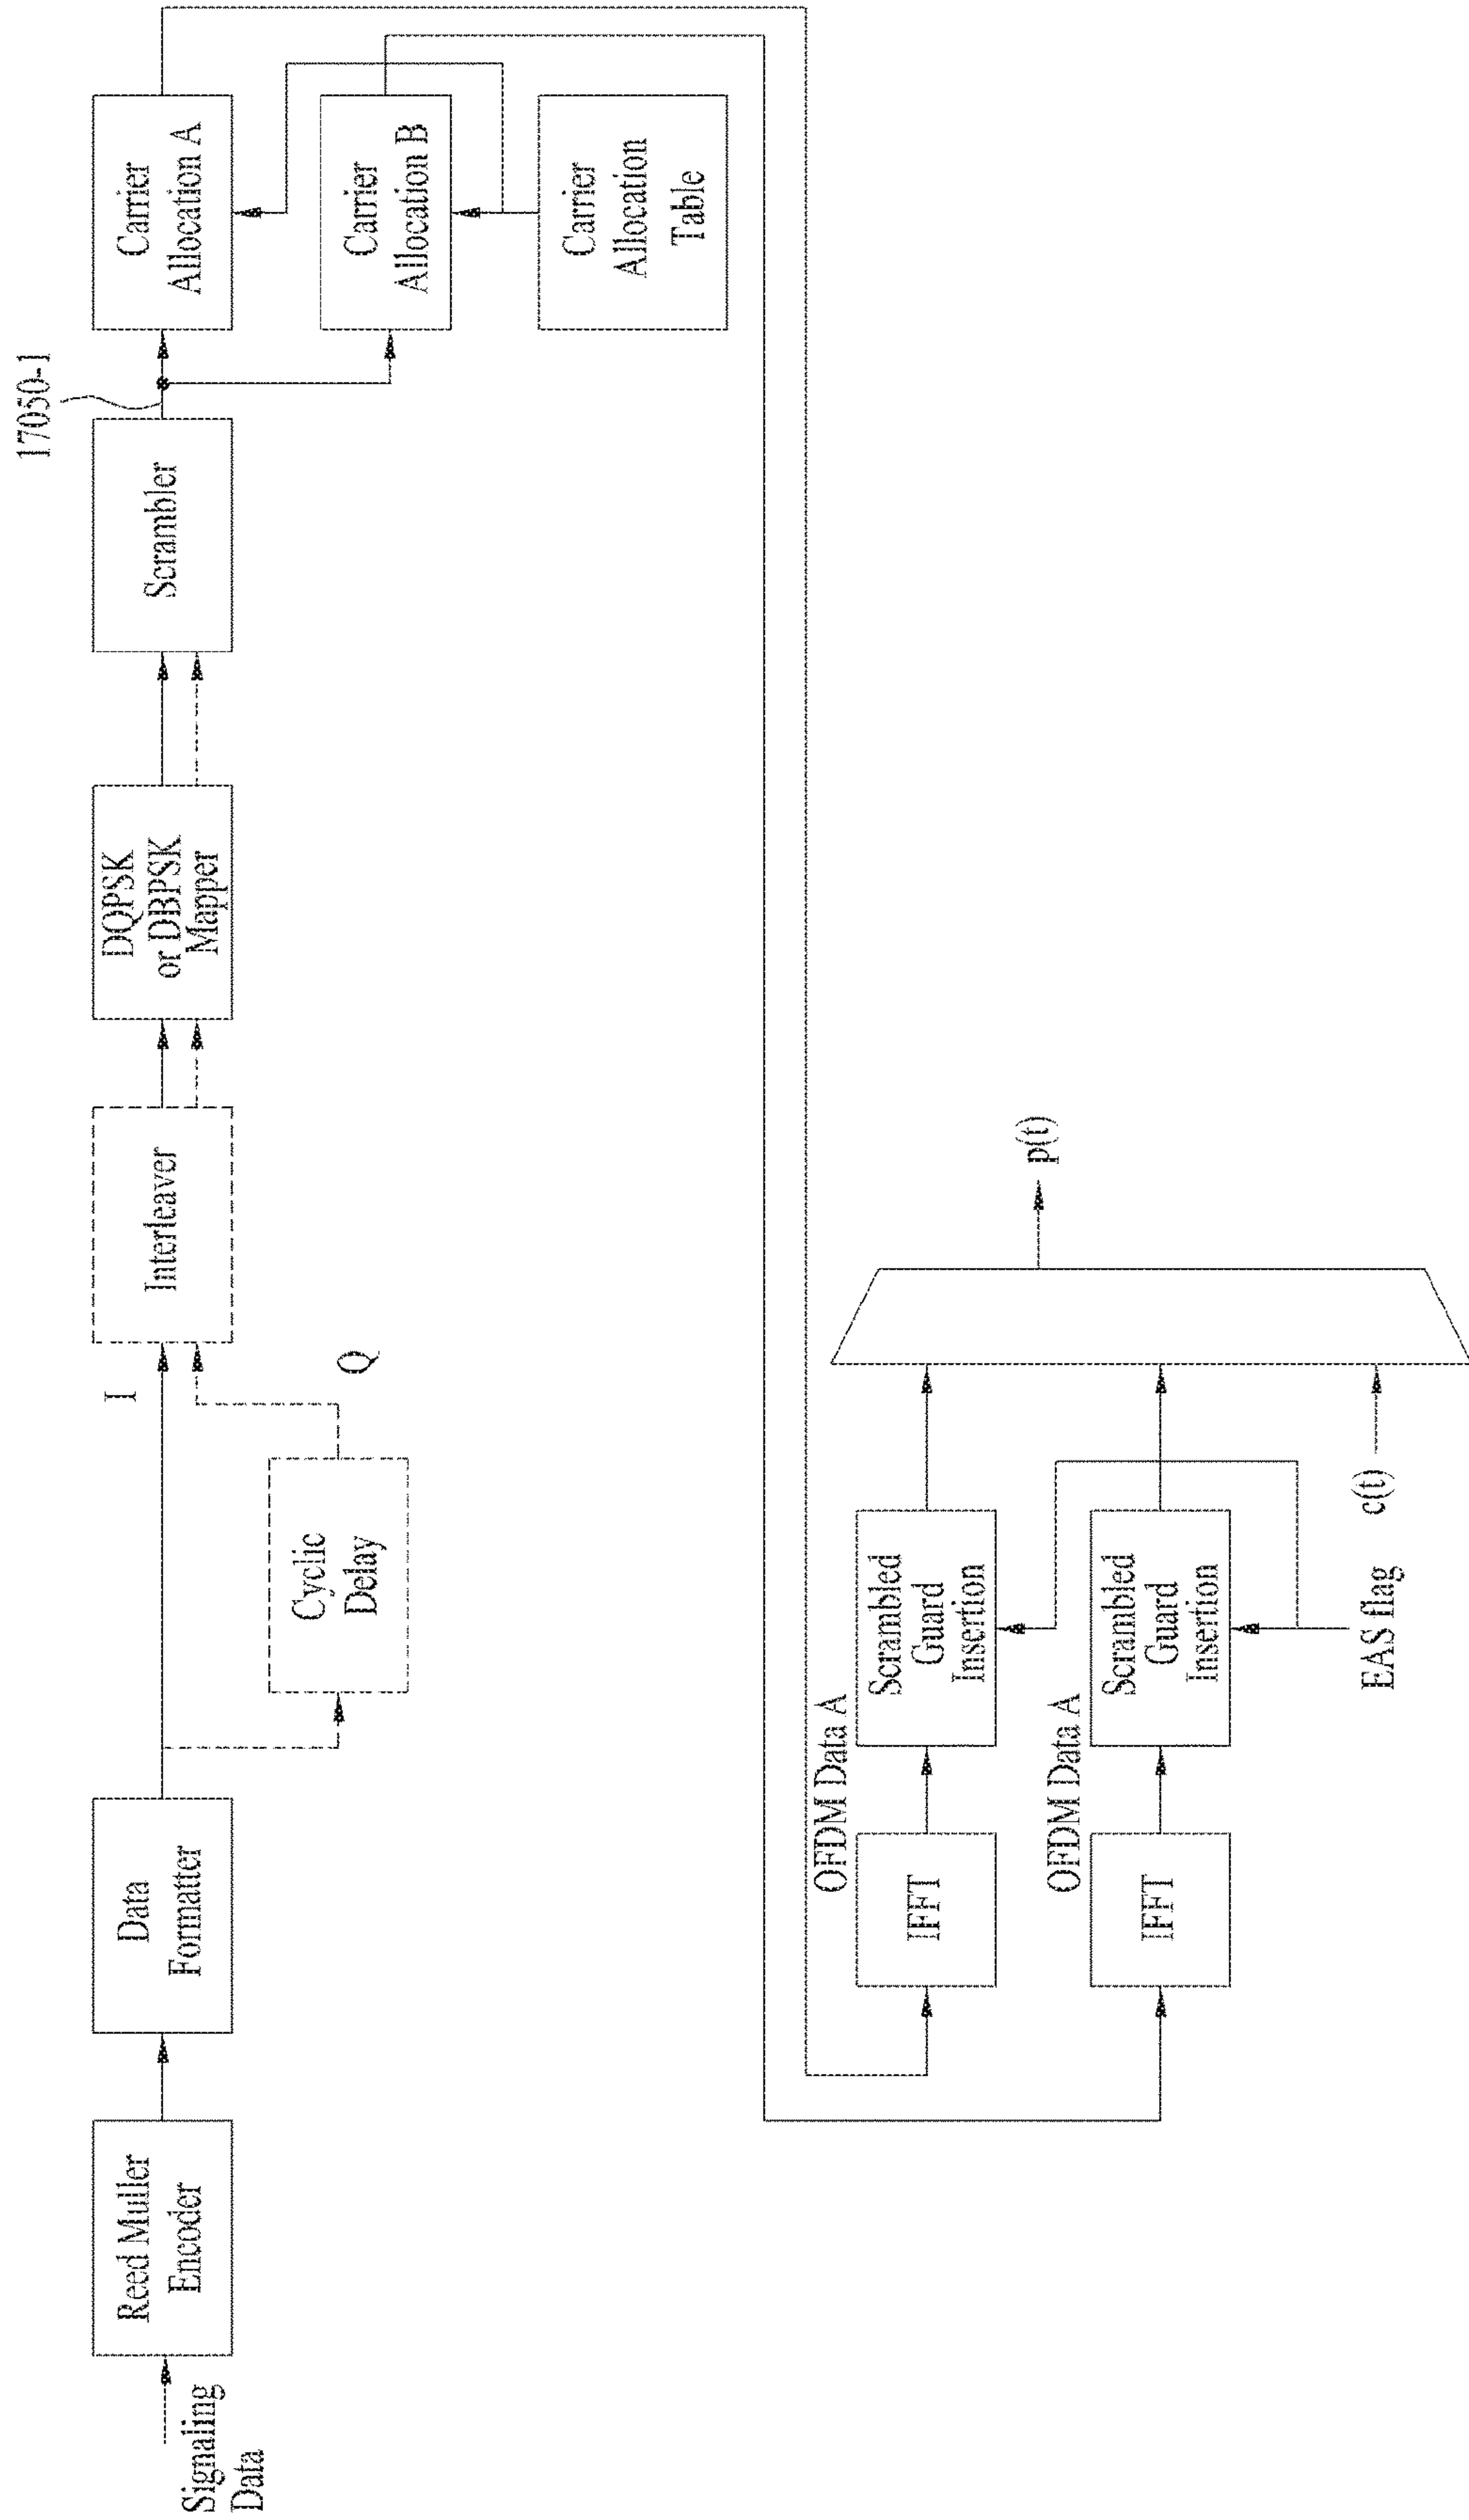 Signaling
Data
Reed Muller
Encoder
Data
Formatter
Cyclic
Delay
I
Q
Interleaver
DQPSK
or DBPSK
Mapper
Scrambler
17050-1
Carrier
Allocation A
Carrier
Allocation B
Carrier
Allocation
Table
IFFT
OFDM Data A
Scrambled
Guard
Insertion
IFFT
OFDM Data A
Scrambled
Guard
Insertion
EAS flag
c(t)
p(t)